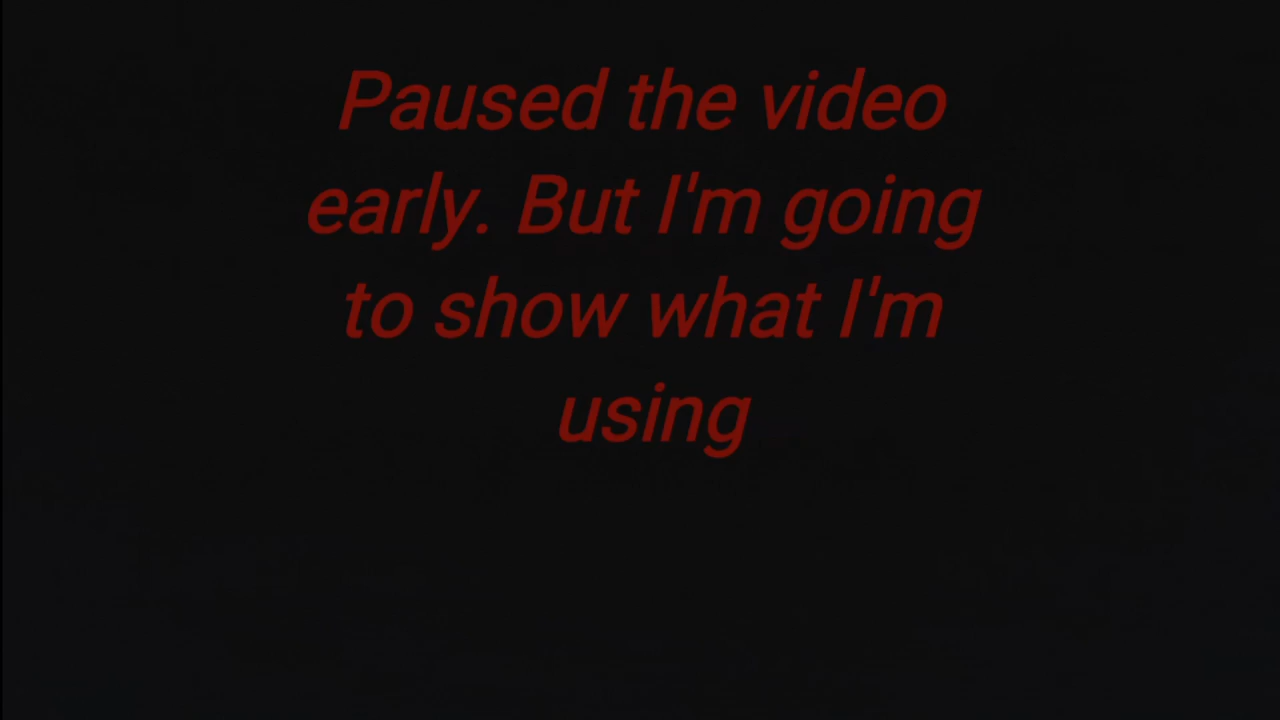 Paused the video
early. But I'm going
to show what I'm
using